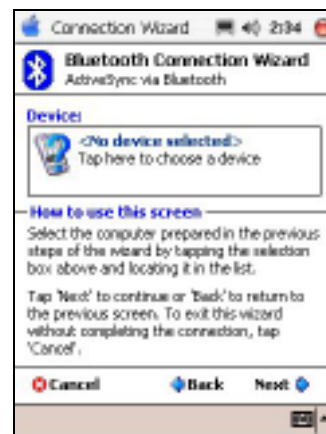 Connection Wizard 2:34
Bluetooth Connection Wizard
ActiveSync via Bluetooth
Device:
<No device selected>
Tap here to choose a device
How to use this screen
Select the computer prepared in the previous
steps of the wizard by tapping the selection
box above and locating it in the list.
Tap 'Next' to continue or 'Back' to return to
the previous screen. To exit this wizard
without completing the connection, tap
'Cancel'.
Cancel Back Next